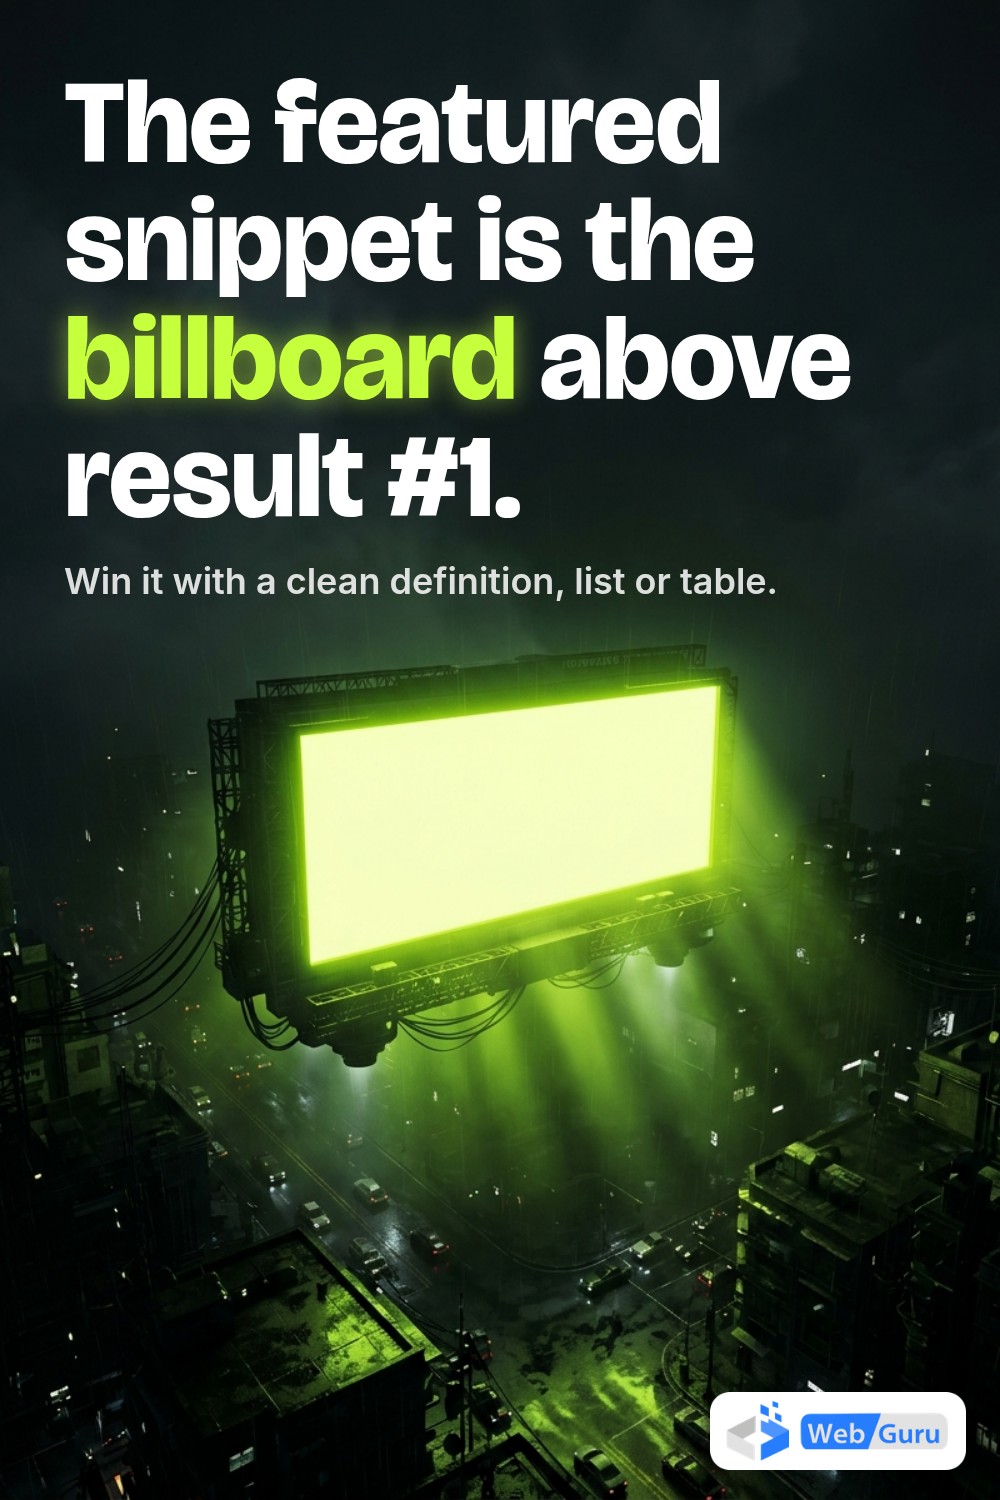 The featured
snippet is the
billboard above
result #1.
Win it with a clean definition, list or table.
Web Guru